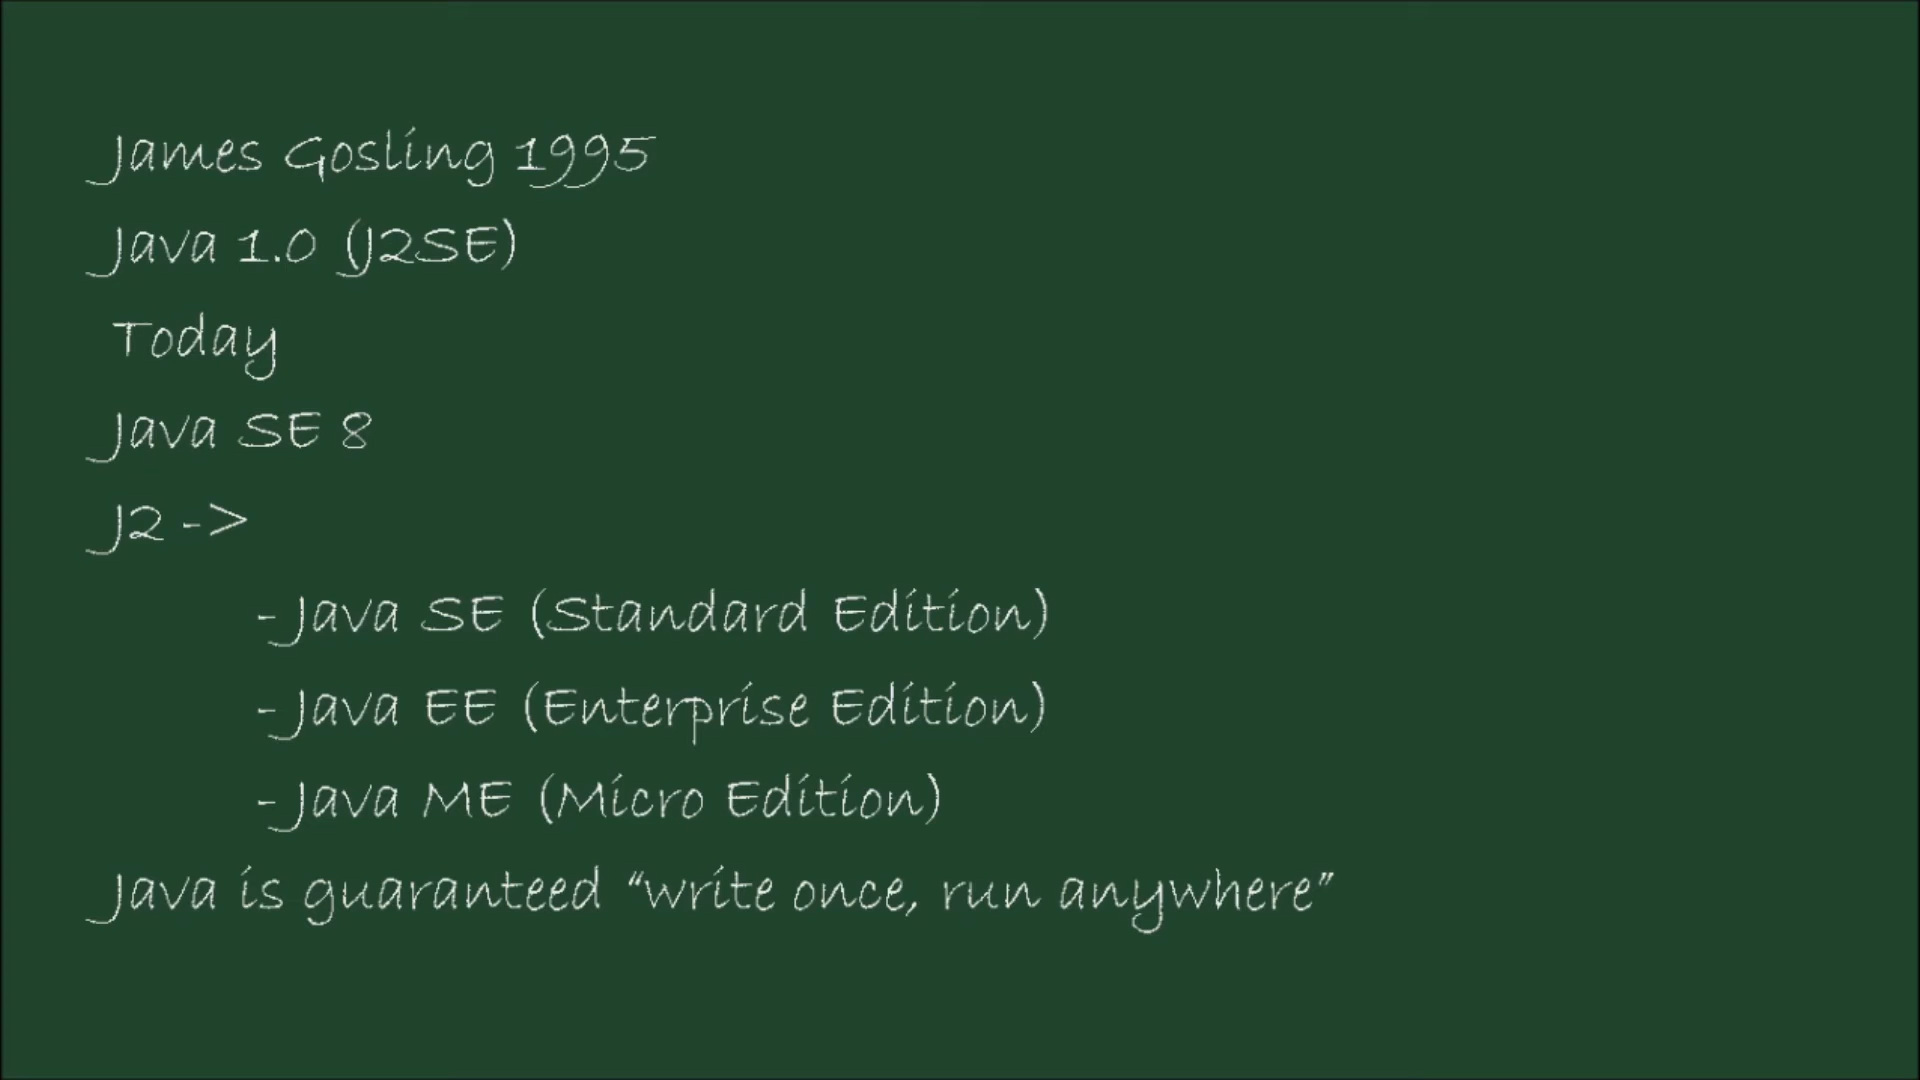 James Gosling 1995
Java 1.0 (J2SE)
Today
Java SE 8
J2 ->
- Java SE (Standard Edition)
- Java EE (Enterprise Edition)
- Java ME (Micro Edition)
Java is guaranteed “write once, run anywhere”